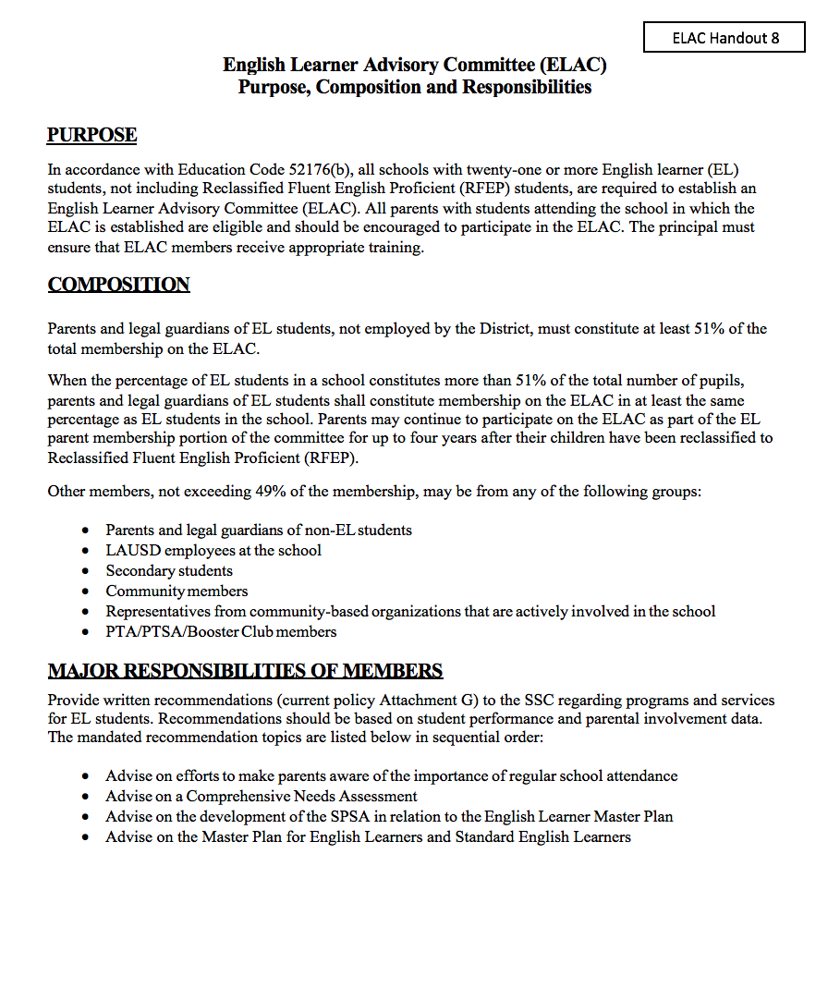 ELAC Handout 8
English Learner Advisory Committee (ELAC)
Purpose, Composition and Responsibilities
PURPOSE
In accordance with Education Code 52176(b), all schools with twenty-one or more English learner (EL)
students, not including Reclassified Fluent English Proficient (RFEP) students, are required to establish an
English Learner Advisory Committee (ELAC). All parents with students attending the school in which the
ELAC is established are eligible and should be encouraged to participate in the ELAC. The principal must
ensure that ELAC members receive appropriate training.
COMPOSITION
Parents and legal guardians of EL students, not employed by the District, must constitute at least 51% of the
total membership on the ELAC.
When the percentage of EL students in a school constitutes more than 51% of the total number of pupils,
parents and legal guardians of EL students shall constitute membership on the ELAC in at least the same
percentage as EL students in the school. Parents may continue to participate on the ELAC as part of the EL
parent membership portion of the committee for up to four years after their children have been reclassified to
Reclassified Fluent English Proficient (RFEP).
Other members, not exceeding 49% of the membership, may be from any of the following groups:
• Parents and legal guardians of non-EL students
• LAUSD employees at the school
• Secondary students
• Community members
• Representatives from community-based organizations that are actively involved in the school
• PTA/PTSA/Booster Club members
MAJOR RESPONSIBILITIES OF MEMBERS
Provide written recommendations (current policy Attachment G) to the SSC regarding programs and services
for EL students. Recommendations should be based on student performance and parental involvement data.
The mandated recommendation topics are listed below in sequential order:
• Advise on efforts to make parents aware of the importance of regular school attendance
• Advise on a Comprehensive Needs Assessment
• Advise on the development of the SPSA in relation to the English Learner Master Plan
• Advise on the Master Plan for English Learners and Standard English Learners